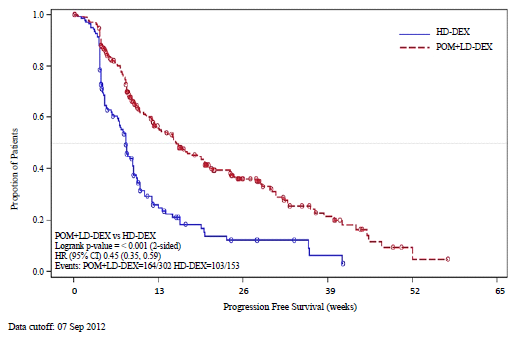 1.0
0.8
0.6
0.4
0.2
0.0
Propotion of Patients
HD-DEX
POM+LD-DEX
POM+LD-DEX vs HD-DEX
Logrank p-value = < 0.001 (2-sided)
HR (95% CI) 0.45 (0.35, 0.59)
Events: POM+LD-DEX=164/302 HD-DEX=103/153
0 13 26 39 52 65
Progression Free Survival (weeks)
Data cutoff: 07 Sep 2012